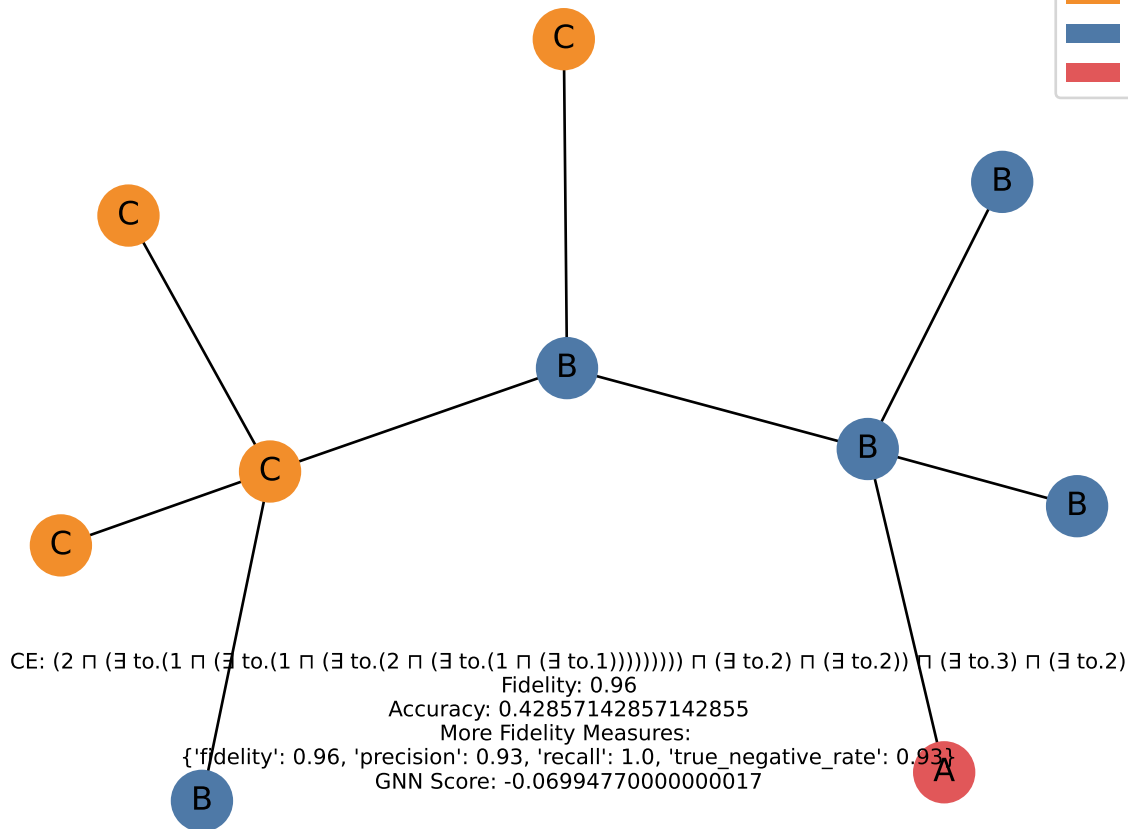 C
B
C
B
B
C
B
C
CE: (2 ⊓ (∃ to.(1 ⊓ (∃ to.(1 ⊓ (∃ to.(2 ⊓ (∃ to.(1 ⊓ (∃ to.1))))))))) ⊓ (∃ to.2) ⊓ (∃ to.2)) ⊓ (∃ to.3) ⊓ (∃ to.2)
Fidelity: 0.96
Accuracy: 0.42857142857142855
More Fidelity Measures:
{'fidelity': 0.96, 'precision': 0.93, 'recall': 1.0, 'true_negative_rate': 0.93}
A
GNN Score: -0.06994770000000017
B